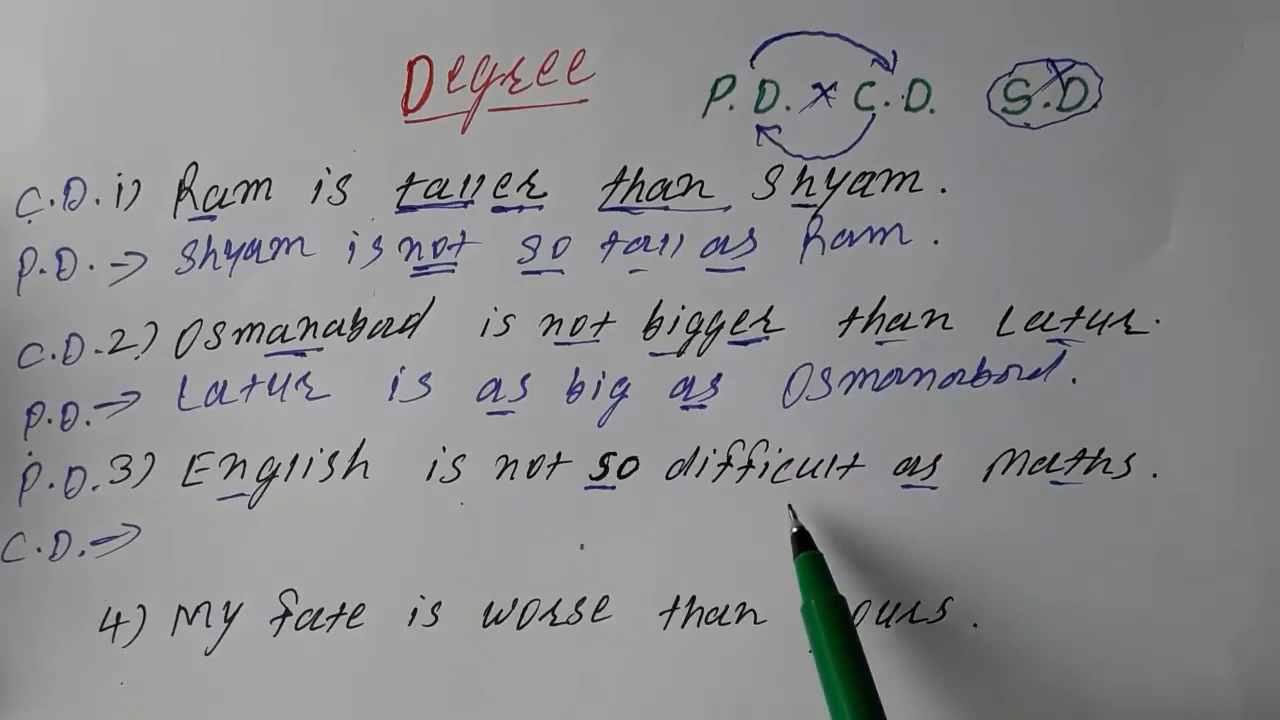 Degree P.D. × C.D. S.D
C.D. 1) Ram is taller than Shyam.
P.D. → Shyam is not so tall as Ram.
C.D. 2) Osmanabad is not bigger than Latur.
P.D. → Latur is as big as Osmanabad.
P.D. 3) English is not so difficult as Maths.
C.D. →
4) My fate is worse than ours.